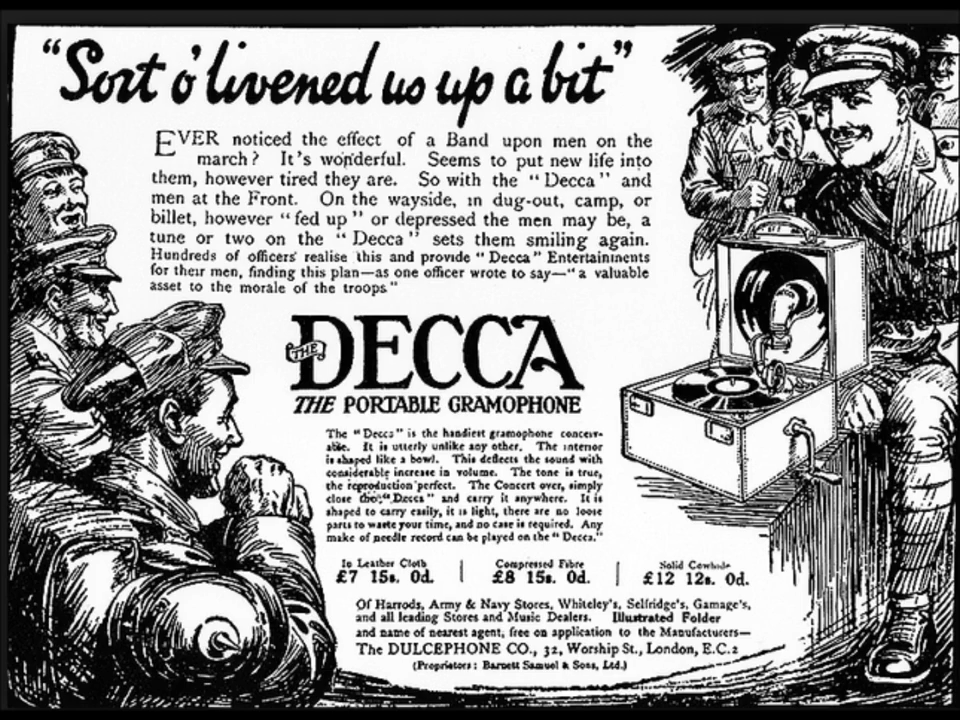 "Sort o' livened us up a bit"
EVER noticed the effect of a Band upon men on the
march? It's wonderful. Seems to put new life into
them, however tired they are. So with the "Decca" and
men at the Front. On the wayside, in dug-out, camp, or
billet, however "fed up" or depressed the men may be, a
tune or two on the "Decca" sets them smiling again.
Hundreds of officers realise this and provide "Decca" Entertainments
for their men, finding this plan—as one officer wrote to say—"a valuable
asset to the morale of the troops"
THE DECCA
THE PORTABLE GRAMOPHONE
The "Decca" is the handiest gramophone conceiv-
able. It is utterly unlike any other. The interior
is shaped like a bowl. This deflects the sound with
considerable increase in volume. The tone is true,
the reproduction perfect. The Concert over, simply
close the "Decca" and carry it anywhere. It is
shaped to carry easily, it is light, there are no loose
parts to waste your time, and no case is required. Any
make of needle record can be played on the "Decca."
In Leather Cloth | Compressed Fibre | Solid Cowhide
£7 15s. 0d. | £8 15s. 0d. | £12 12s. 0d.
Of Harrods, Army & Navy Stores, Whiteley's, Selfridge's, Gamage's,
and all leading Stores and Music Dealers. Illustrated Folder
and name of nearest agent, free on application to the Manufacturers—
The DULCEPHONE CO., 32, Worship St., London, E.C.2
(Proprietors: Barnett Samuel & Sons, Ltd.)